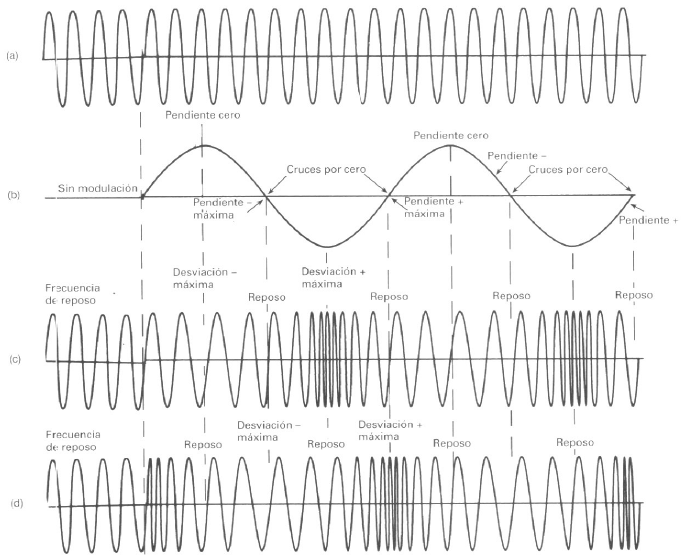 (a)
Pendiente cero
Pendiente cero
Pendiente –
Cruces por cero
Cruces por cero
Sin modulación
(b)
Pendiente –
máxima
Pendiente +
máxima
Pendiente +
Desviación –
máxima
Desviación +
máxima
Frecuencia
de reposo
Reposo
Reposo
Reposo
Reposo
(c)
Desviación –
máxima
Desviación +
máxima
Frecuencia
de reposo
Reposo
Reposo
Reposo
Reposo
(d)